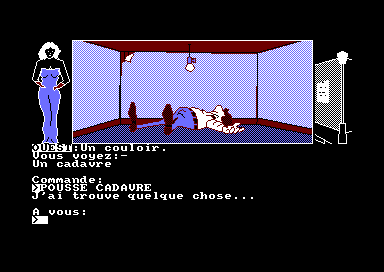 OUEST:Un couloir.
Vous voyez:-
Un cadavre
Commande:
>POUSSE CADAVRE
J'ai trouve quelque chose...
A vous:
>